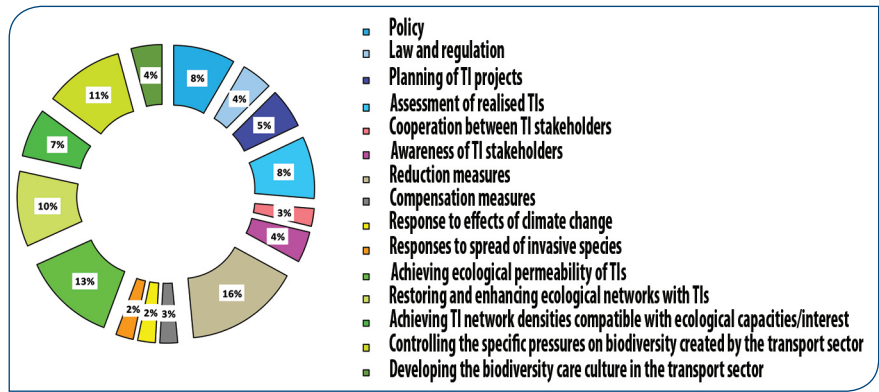 8%
4%
5%
8%
3%
4%
16%
3%
2%
2%
13%
10%
7%
11%
4%
Policy
Law and regulation
Planning of TI projects
Assessment of realised TIs
Cooperation between TI stakeholders
Awareness of TI stakeholders
Reduction measures
Compensation measures
Response to effects of climate change
Responses to spread of invasive species
Achieving ecological permeability of TIs
Restoring and enhancing ecological networks with TIs
Achieving TI network densities compatible with ecological capacities/interest
Controlling the specific pressures on biodiversity created by the transport sector
Developing the biodiversity care culture in the transport sector